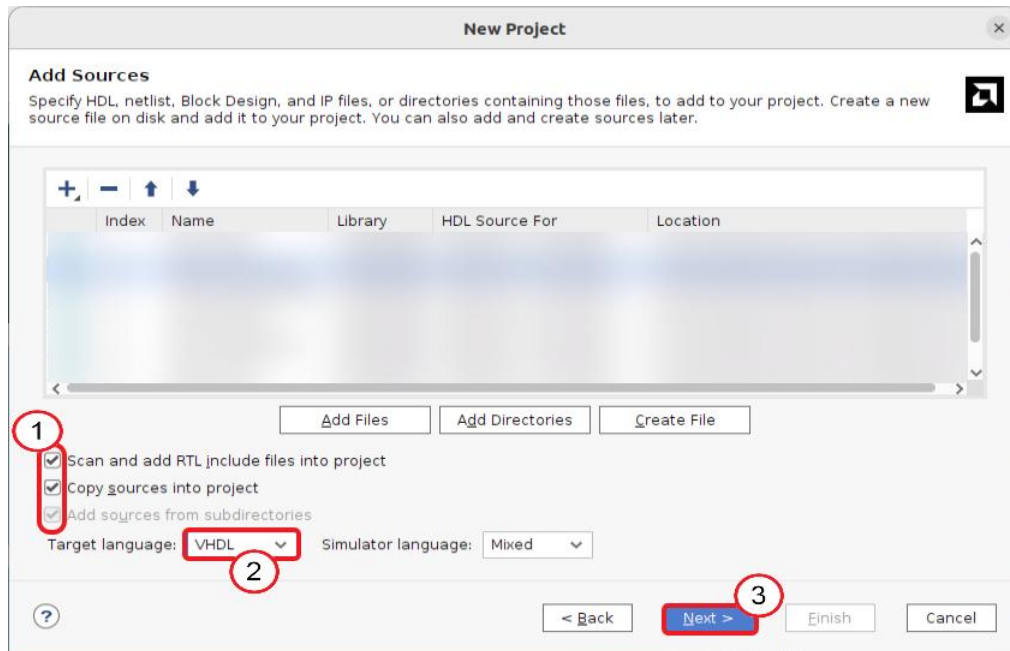 New Project
Add Sources
Specify HDL, netlist, Block Design, and IP files, or directories containing those files, to add to your project. Create a new
source file on disk and add it to your project. You can also add and create sources later.
Index Name Library HDL Source For Location
Add Files Add Directories Create File
1
Scan and add RTL include files into project
Copy sources into project
Add sources from subdirectories
Target language: VHDL Simulator language: Mixed
2
3
? < Back Next > Finish Cancel